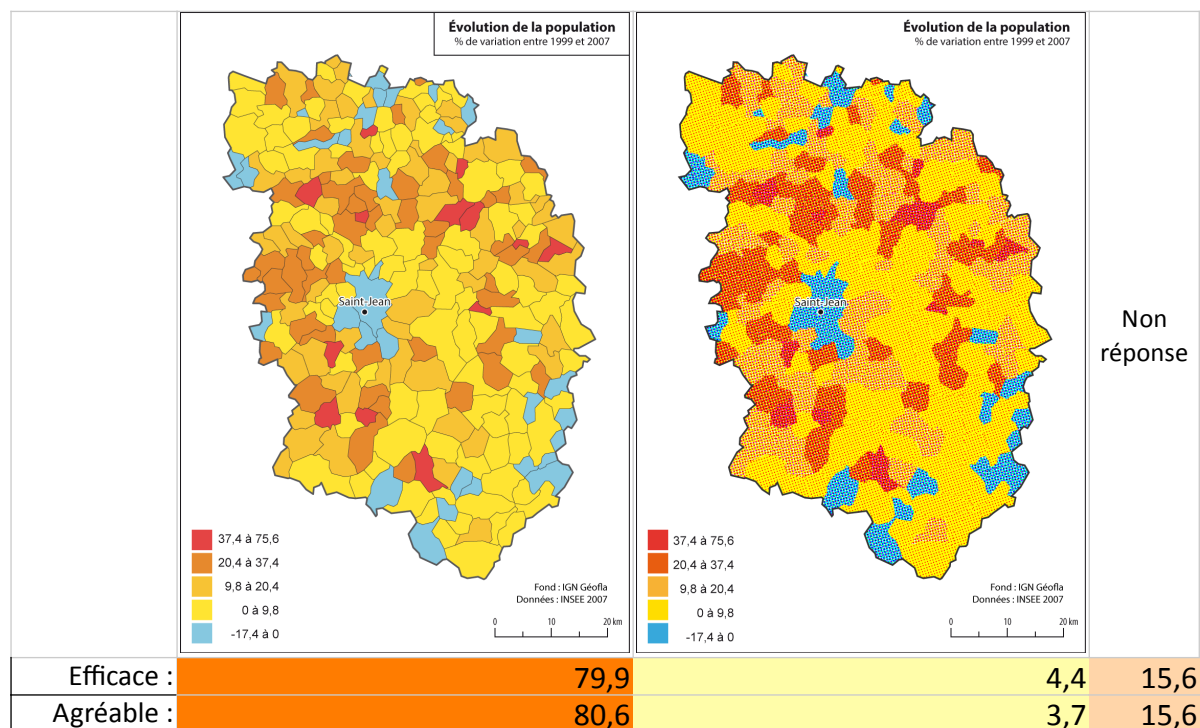 Évolution de la population
% de variation entre 1999 et 2007
Saint-Jean
37,4 à 75,6
20,4 à 37,4
9,8 à 20,4
0 à 9,8
-17,4 à 0
Fond : IGN Géofla
Données : INSEE 2007
0 10 20 km
Évolution de la population
% de variation entre 1999 et 2007
Saint-Jean
37,4 à 75,6
20,4 à 37,4
9,8 à 20,4
0 à 9,8
-17,4 à 0
Fond : IGN Géofla
Données : INSEE 2007
0 10 20 km
Non
réponse
Efficace : 79,9 4,4 15,6
Agréable : 80,6 3,7 15,6